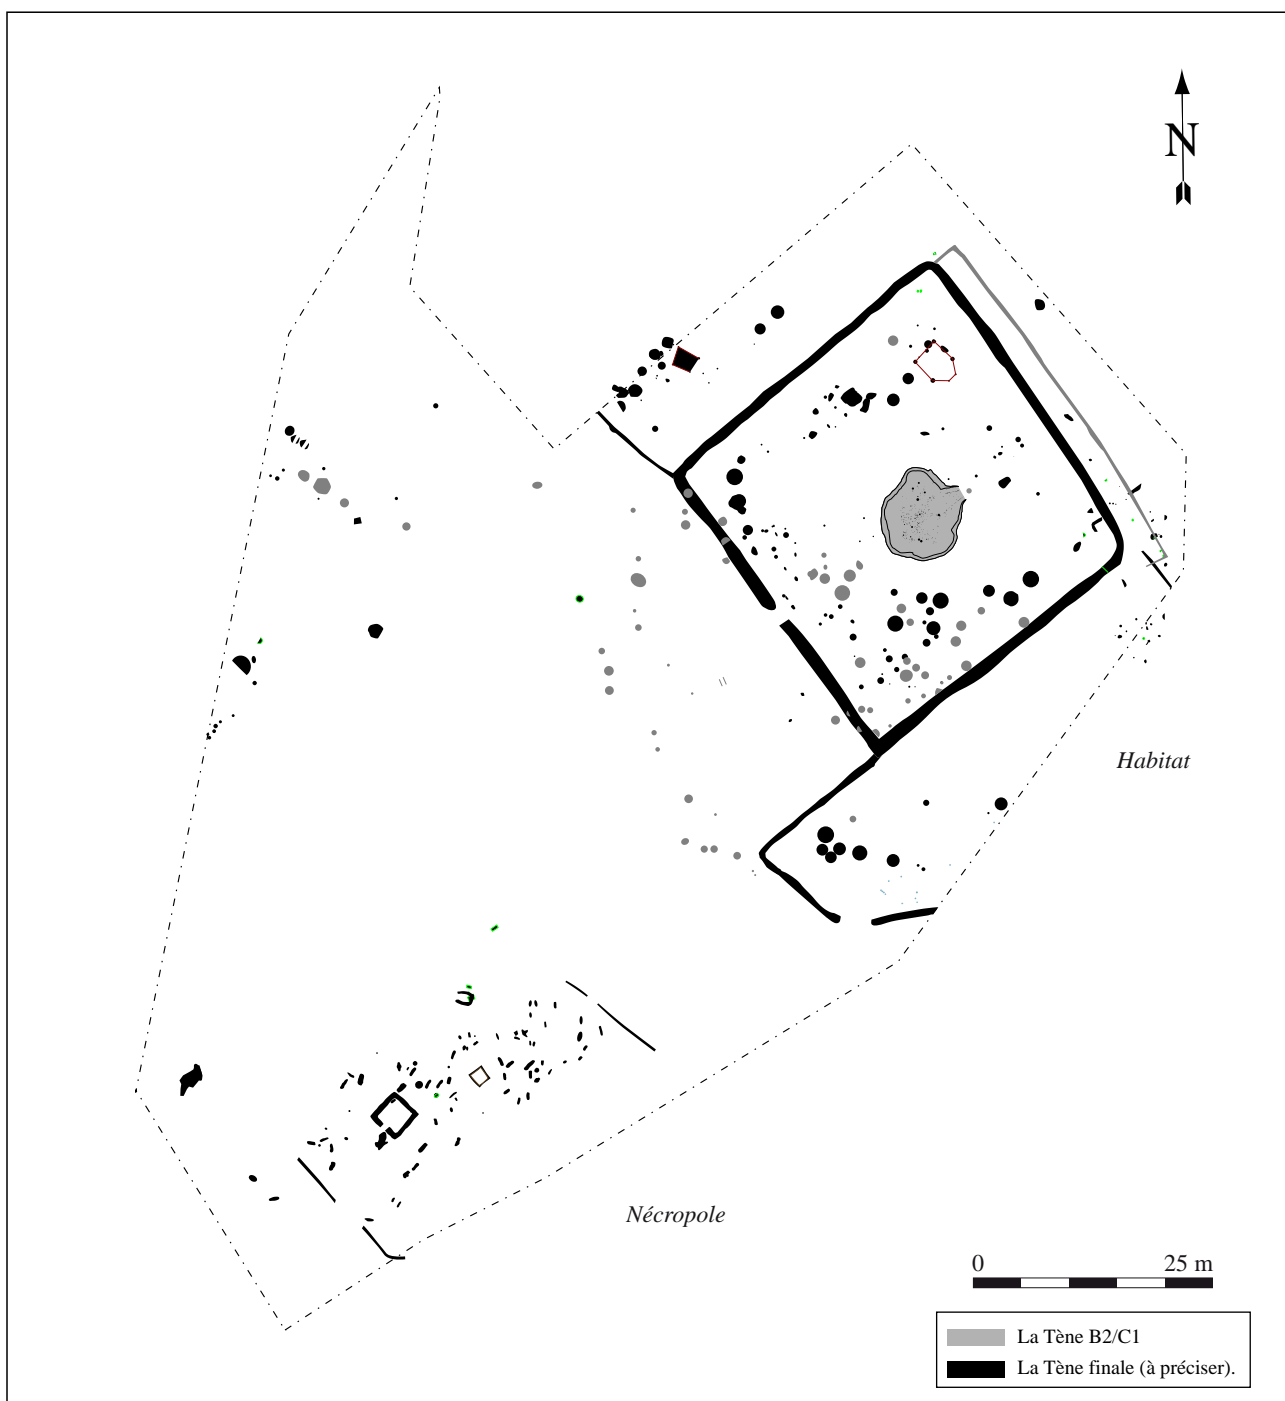 N
Habitat
Nécropole
0 25 m
La Tène B2/C1
La Tène finale (à préciser).